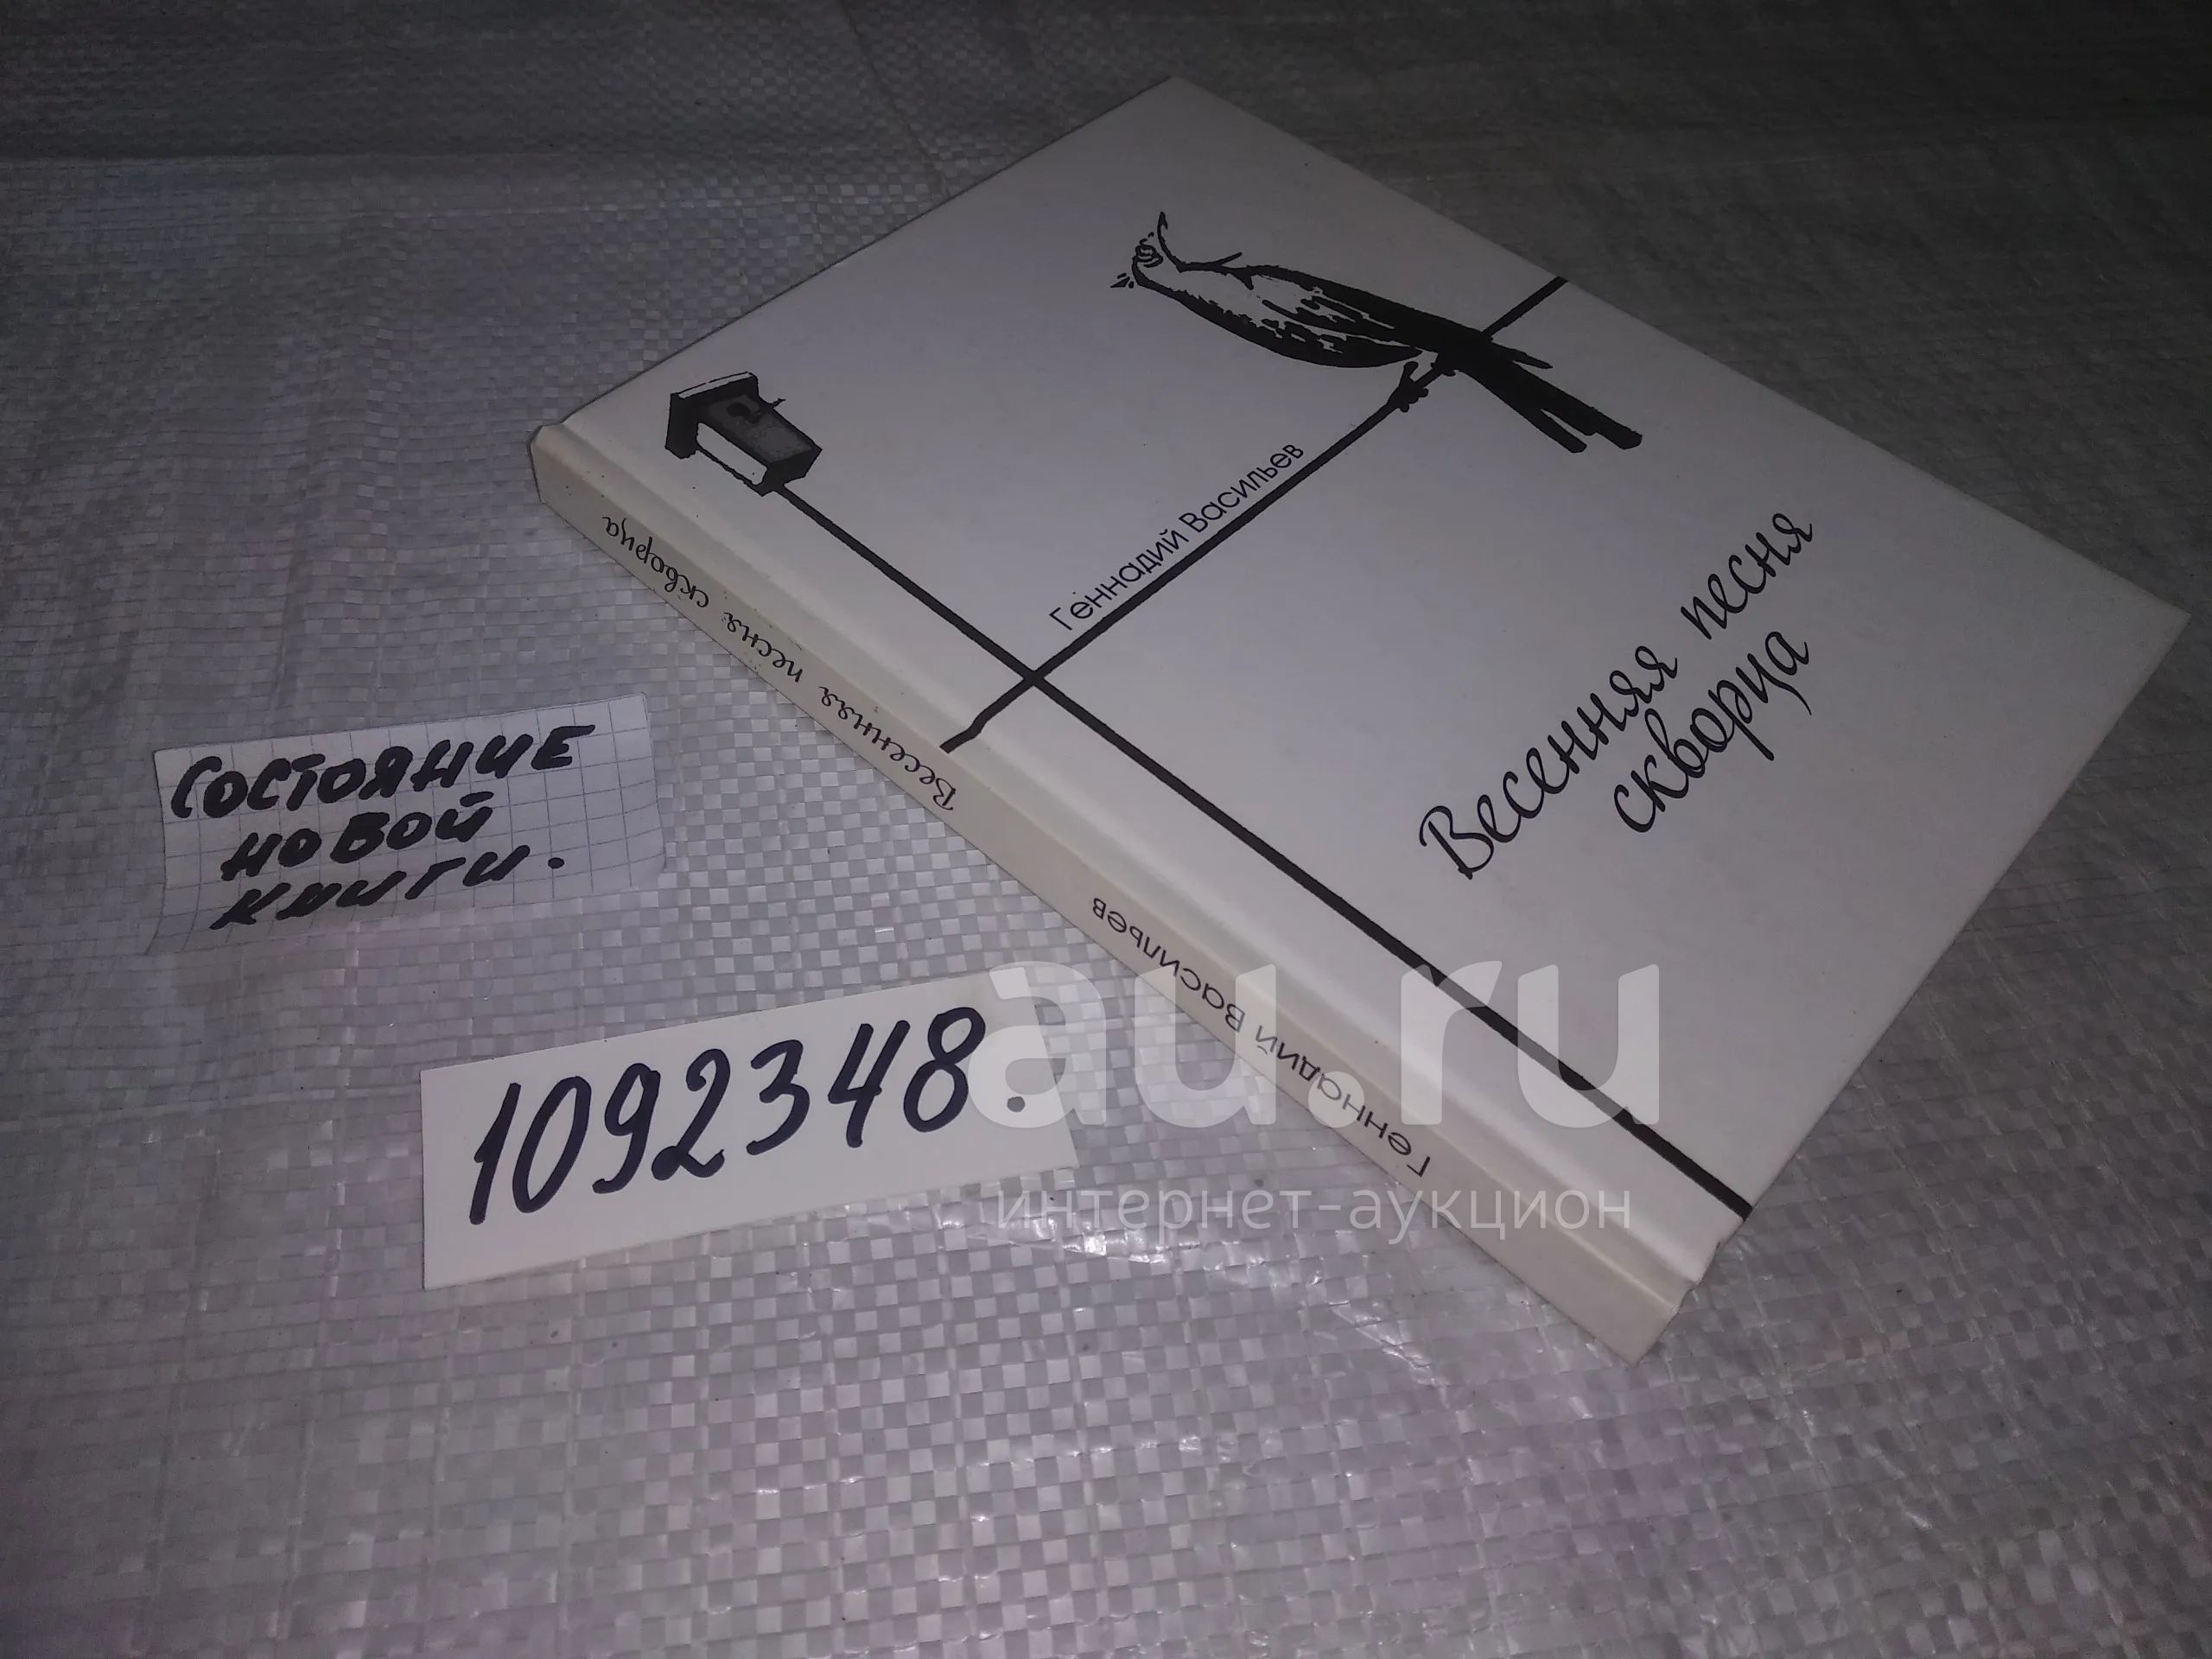 Геннадий Васильев
Весенняя песня
скворца
Геннадий Васильев
Весенняя песня скворца
СОСТОЯНИЕ
НОВОЙ
КНИГИ.
1092348.
au.ru
интернет-аукцион